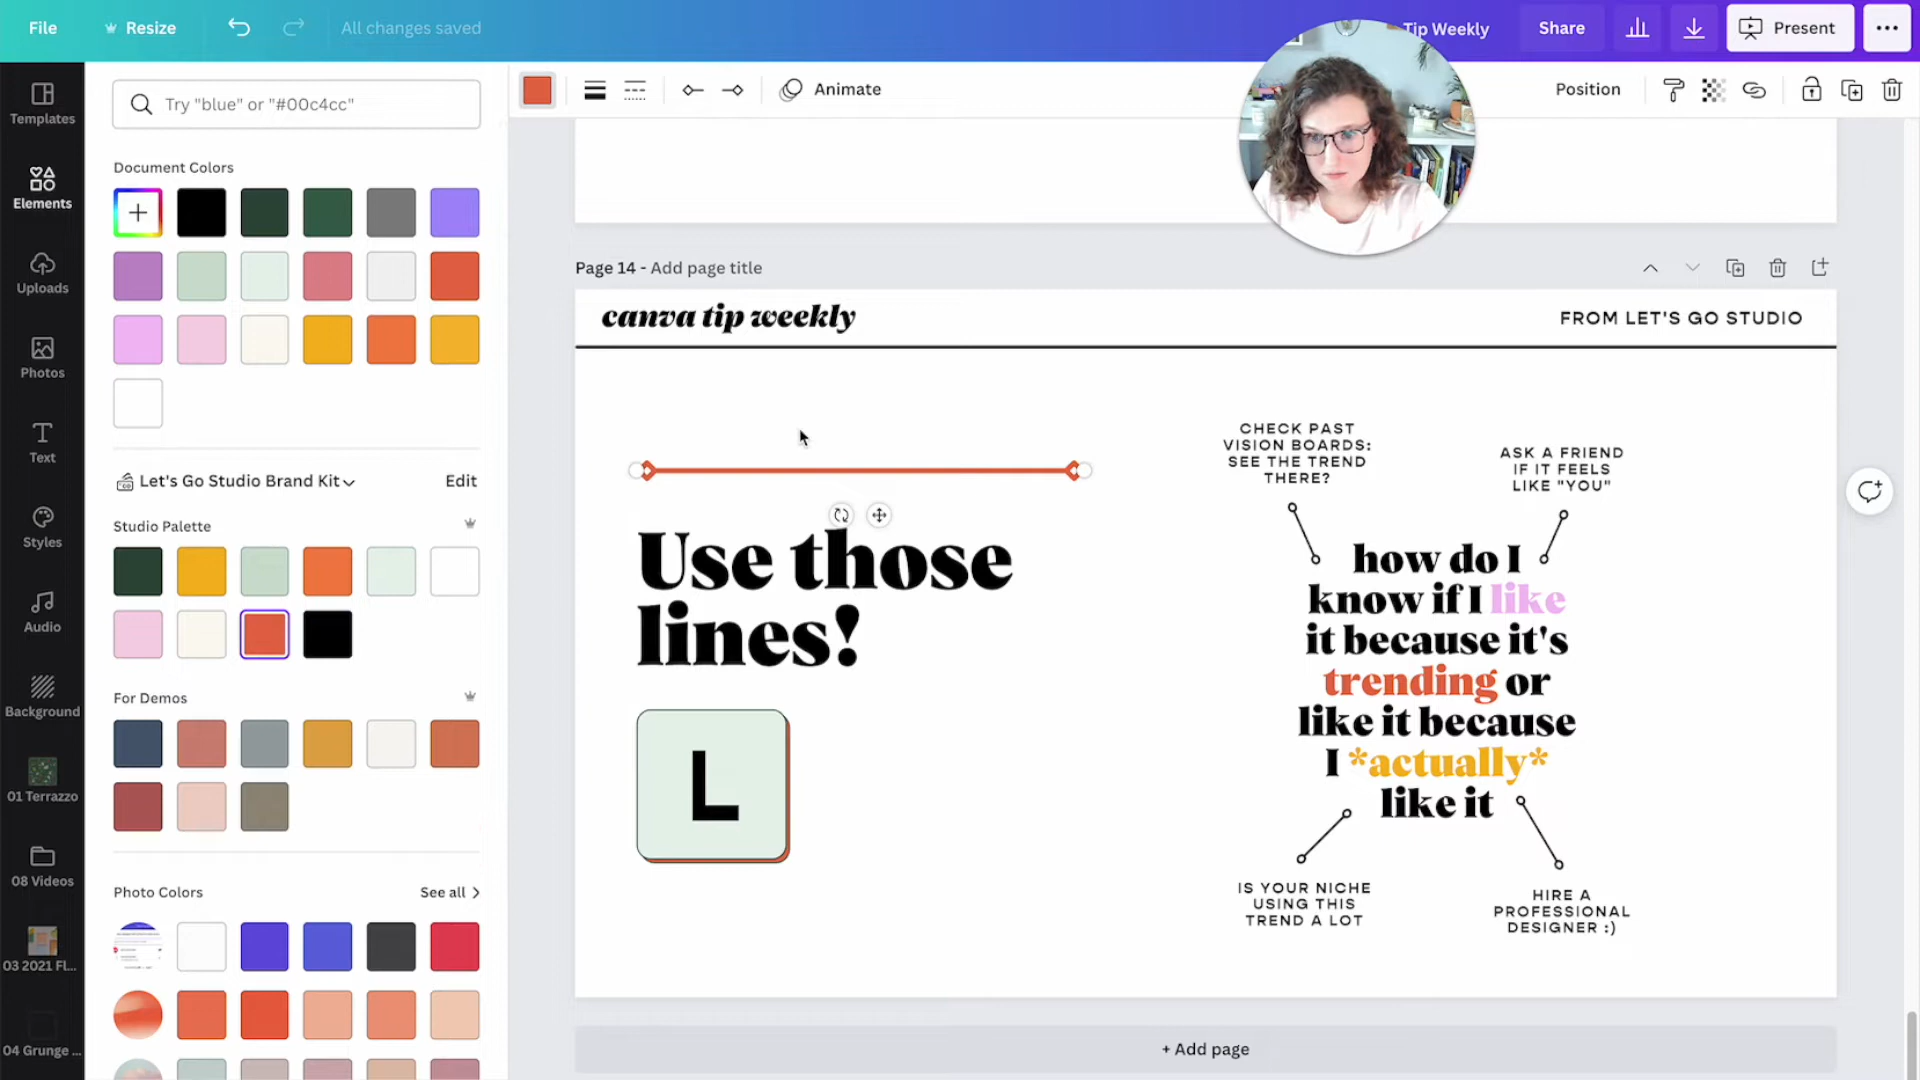 File
Resize
All changes saved
Tip Weekly
Share
Present
Templates
Elements
Uploads
Photos
Text
Styles
Audio
Background
01 Terrazzo
08 Videos
03 2021 Fl...
04 Grunge ...
Try "blue" or "#00c4cc"
Document Colors
Let's Go Studio Brand Kit
Edit
Studio Palette
For Demos
Photo Colors
See all
Animate
Position
Page 14 - Add page title
canva tip weekly
FROM LET'S GO STUDIO
Use those
lines!
L
CHECK PAST
VISION BOARDS:
SEE THE TREND
THERE?
ASK A FRIEND
IF IT FEELS
LIKE "YOU"
how do I
know if I like
it because it's
trending or
like it because
I *actually*
like it
IS YOUR NICHE
USING THIS
TREND A LOT
HIRE A
PROFESSIONAL
DESIGNER :)
+ Add page